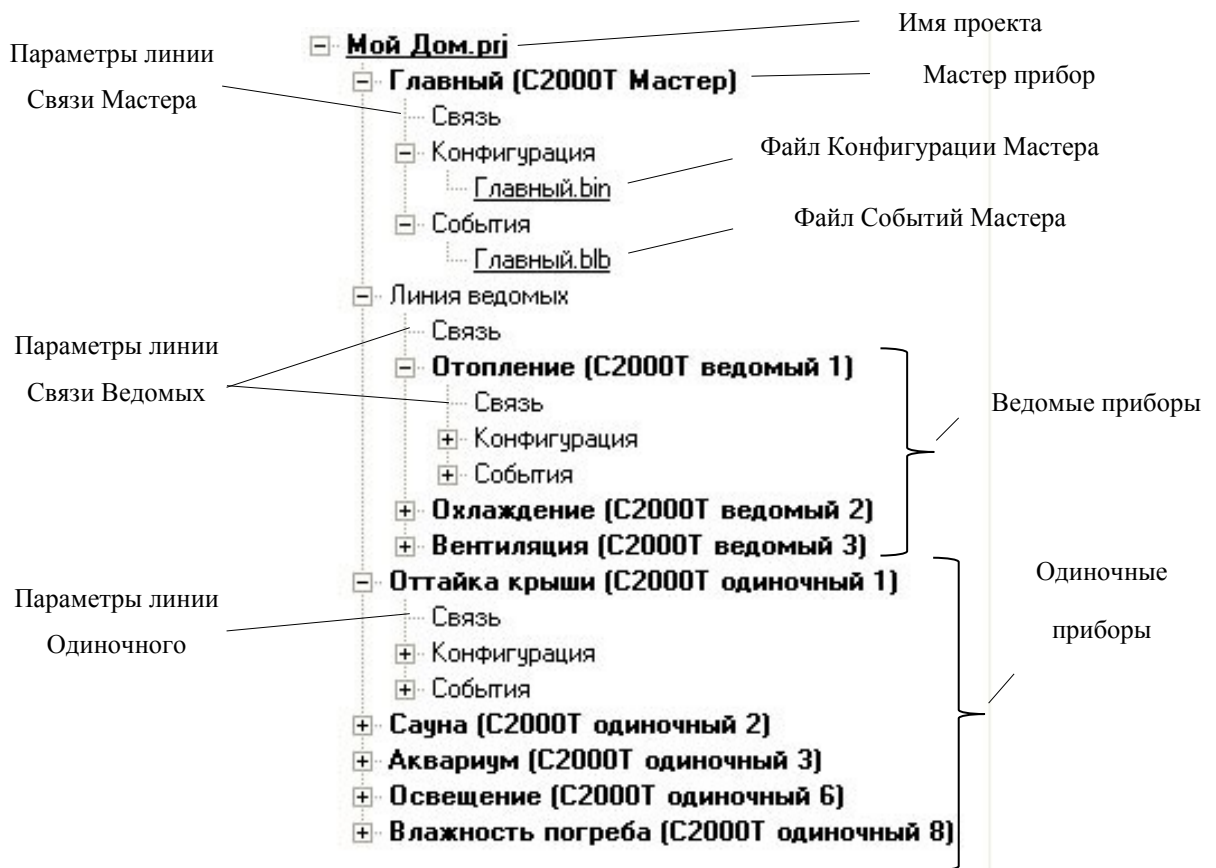 Имя проекта
Мой Дом.prj
Параметры линии
Связи Мастера
Главный (С2000Т Мастер)
Мастер прибор
Связь
Конфигурация
Файл Конфигурации Мастера
Главный.bin
События
Файл Событий Мастера
Главный.blb
Линия ведомых
Связь
Параметры линии
Связи Ведомых
Отопление (С2000Т ведомый 1)
Связь
Ведомые приборы
Конфигурация
События
Охлаждение (С2000Т ведомый 2)
Вентиляция (С2000Т ведомый 3)
Оттайка крыши (С2000Т одиночный 1)
Одиночные
приборы
Параметры линии
Одиночного
Связь
Конфигурация
События
Сауна (С2000Т одиночный 2)
Аквариум (С2000Т одиночный 3)
Освещение (С2000Т одиночный 6)
Влажность погреба (С2000Т одиночный 8)